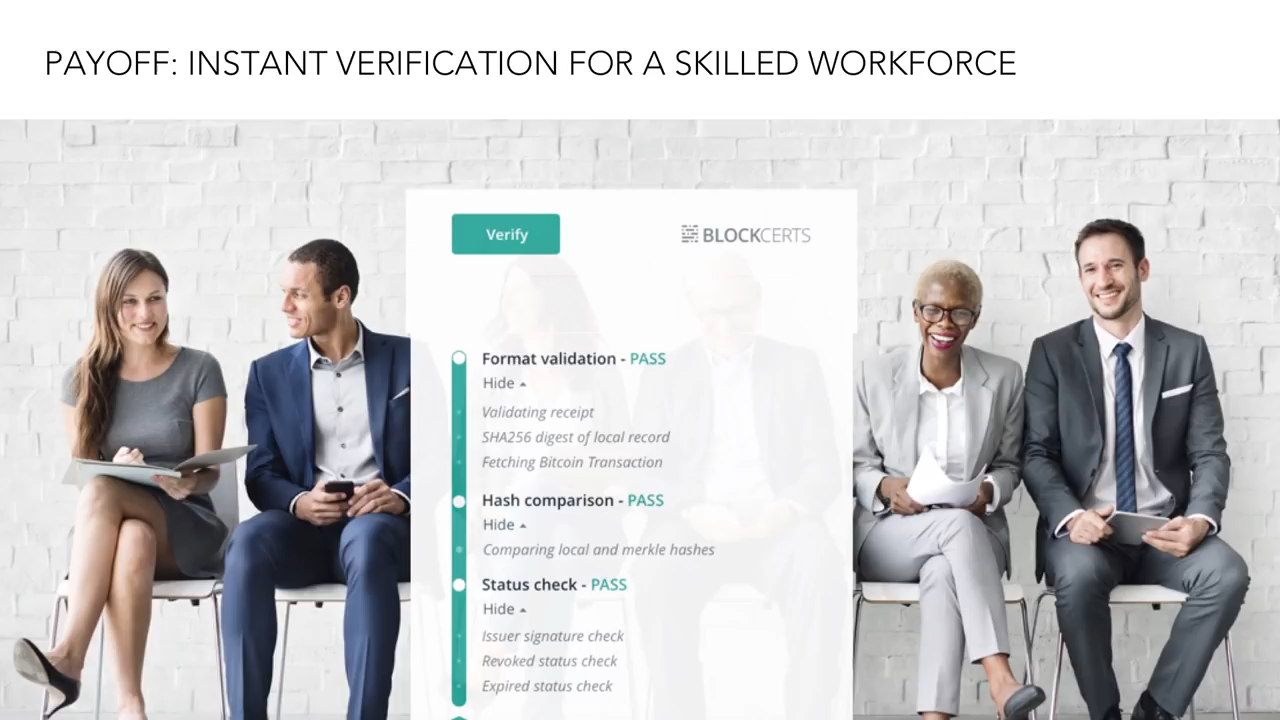 PAYOFF: INSTANT VERIFICATION FOR A SKILLED WORKFORCE
Verify
BLOCKCERTS
Format validation - PASS
Hide
Validating receipt
SHA256 digest of local record
Fetching Bitcoin Transaction
Hash comparison - PASS
Hide
Comparing local and merkle hashes
Status check - PASS
Hide
Issuer signature check
Revoked status check
Expired status check